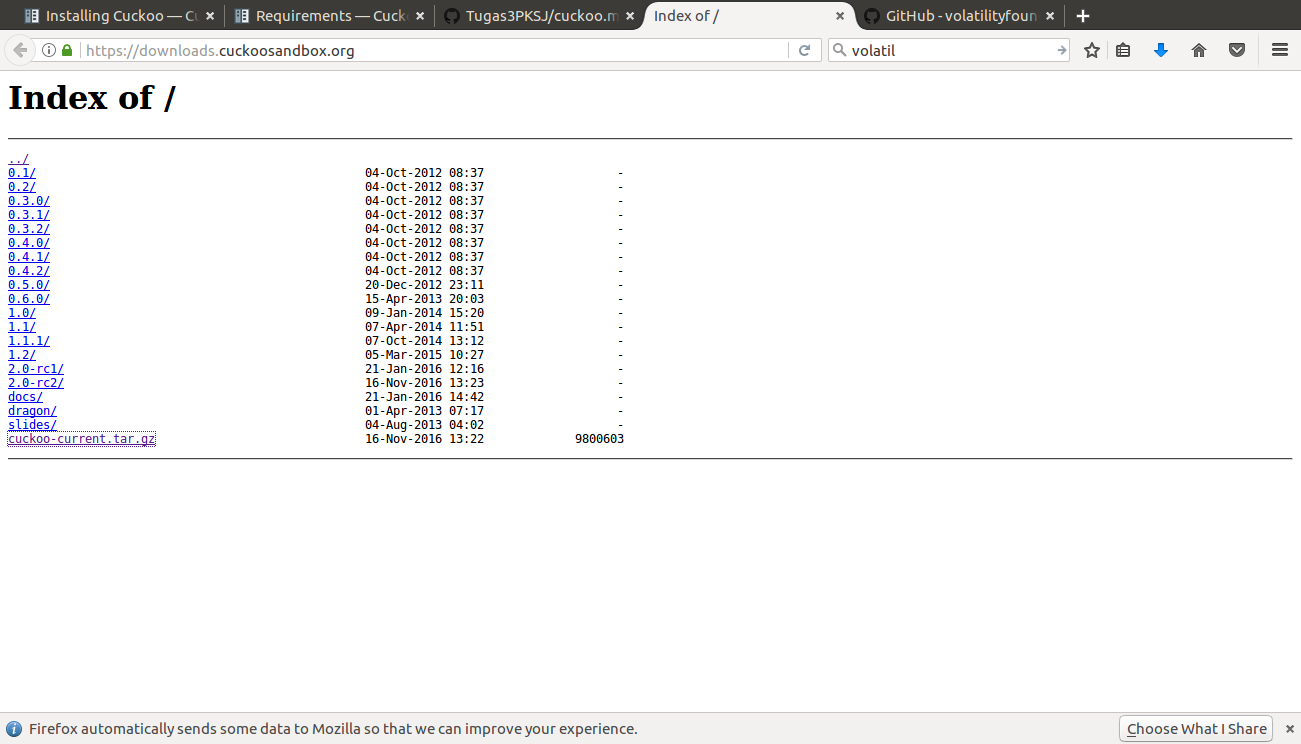 Installing Cuckoo — Cu × Requirements — Cucko × Tugas3PKSJ/cuckoo.m × Index of / × GitHub - volatilityfoun × +
https://downloads.cuckoosandbox.org volatil
Index of /
../
0.1/ 04-Oct-2012 08:37 -
0.2/ 04-Oct-2012 08:37 -
0.3.0/ 04-Oct-2012 08:37 -
0.3.1/ 04-Oct-2012 08:37 -
0.3.2/ 04-Oct-2012 08:37 -
0.4.0/ 04-Oct-2012 08:37 -
0.4.1/ 04-Oct-2012 08:37 -
0.4.2/ 04-Oct-2012 08:37 -
0.5.0/ 20-Dec-2012 23:11 -
0.6.0/ 15-Apr-2013 20:03 -
1.0/ 09-Jan-2014 15:20 -
1.1/ 07-Apr-2014 11:51 -
1.1.1/ 07-Oct-2014 13:12 -
1.2/ 05-Mar-2015 10:27 -
2.0-rc1/ 21-Jan-2016 12:16 -
2.0-rc2/ 16-Nov-2016 13:23 -
docs/ 21-Jan-2016 14:42 -
dragon/ 01-Apr-2013 07:17 -
slides/ 04-Aug-2013 04:02 -
cuckoo-current.tar.gz 16-Nov-2016 13:22 9800603
Firefox automatically sends some data to Mozilla so that we can improve your experience. Choose What I Share ×